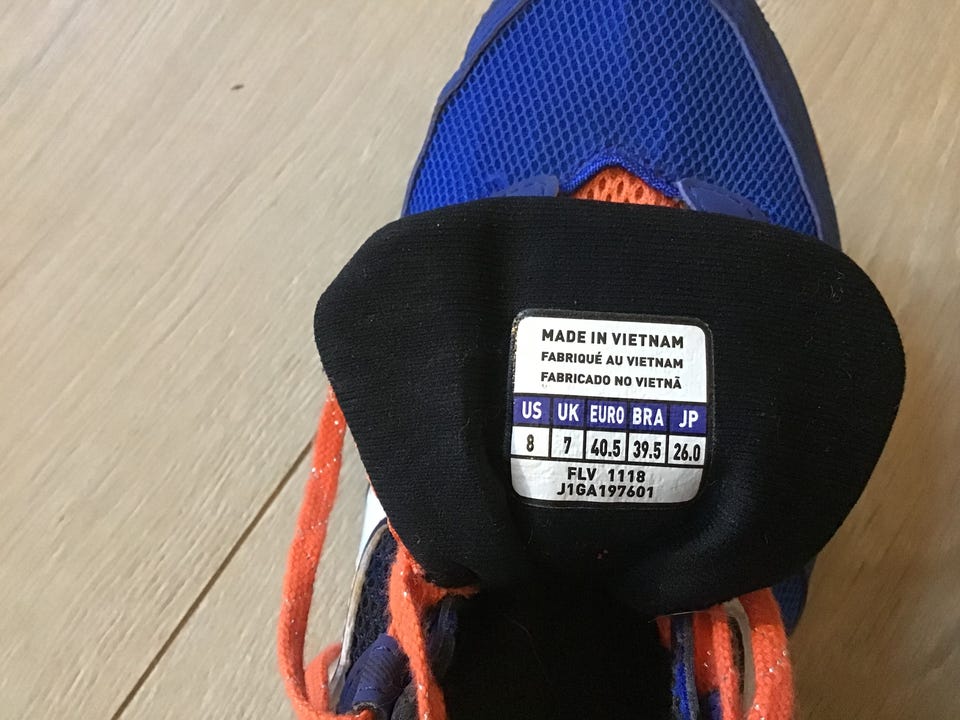 MADE IN VIETNAM
FABRIQUÉ AU VIETNAM
FABRICADO NO VIETNÃ
US UK EURO BRA JP
8 7 40.5 39.5 26.0
FLV 1118
J1GA197601